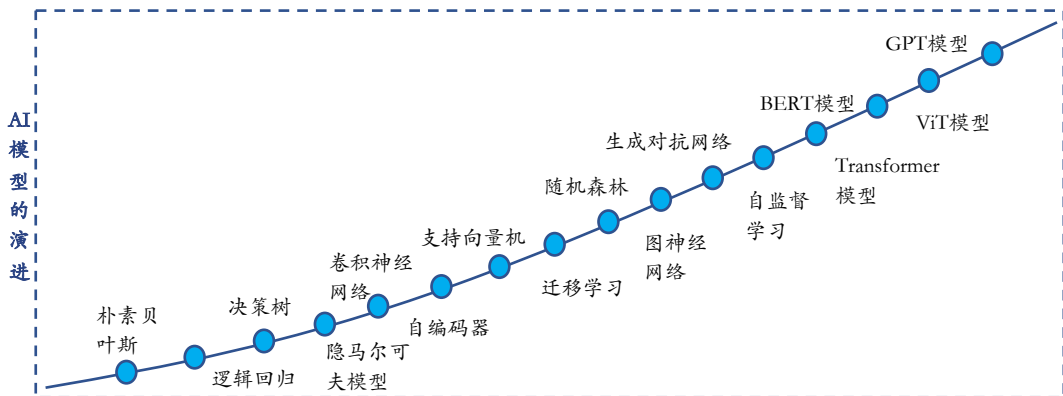 AI
模
型
的
演
进
朴素贝
叶斯
逻辑回归
决策树
隐马尔可
夫模型
卷积神经
网络
自编码器
支持向量机
迁移学习
随机森林
图神经
网络
生成对抗网络
自监督
学习
BERT模型
Transformer
模型
GPT模型
ViT模型